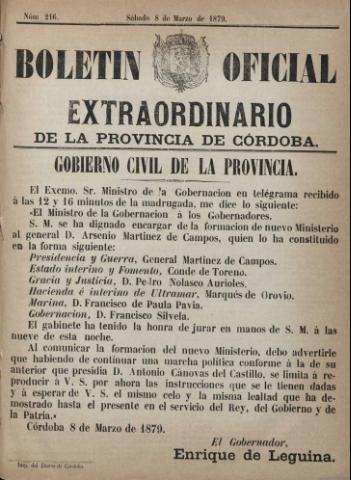 Núm. 216. Sábado 8 de Marzo de 1879.
BOLETIN OFICIAL
EXTRAORDINARIO
DE LA PROVINCIA DE CÓRDOBA.
GOBIERNO CIVIL DE LA PROVINCIA.
El Excmo. Sr. Ministro de la Gobernacion en telégrama recibido
á las 12 y 16 minutos de la madrugada, me dice lo siguiente:
«El Ministro de la Gobernacion á los Gobernadores.
S. M. se ha dignado encargar de la formacion de nuevo Ministerio
al general D. Arsenio Martinez de Campos, quien lo ha constituido
en la forma siguiente:
Presidencia y Guerra, General Martinez de Campos.
Estado interino y Fomento, Conde de Toreno.
Gracia y Justicia, D. Pedro Nolasco Aurioles.
Hacienda é interino de Ultramar, Marqués de Orovio.
Marina, D. Francisco de Paula Pavia.
Gobernacion, D. Francisco Silvela.
El gabinete ha tenido la honra de jurar en manos de S. M. á las
nueve de esta noche.
Al comunicar la formacion del nuevo Ministerio, debo advertirle
que habiendo de continuar una marcha política conforme á la de su
anterior que presidia D. Antonio Cánovas del Castillo, se limita á re-
producir á V. S. por ahora las instrucciones que se le tienen dadas
y á esperar de V. S. el mismo celo y la misma lealtad que ha de-
mostrado hasta el presente en el servicio del Rey, del Gobierno y de
la Patria.»
Córdoba 8 de Marzo de 1879.
El Gobernador,
Enrique de Leguina.
Imp. del Diario de Córdoba.